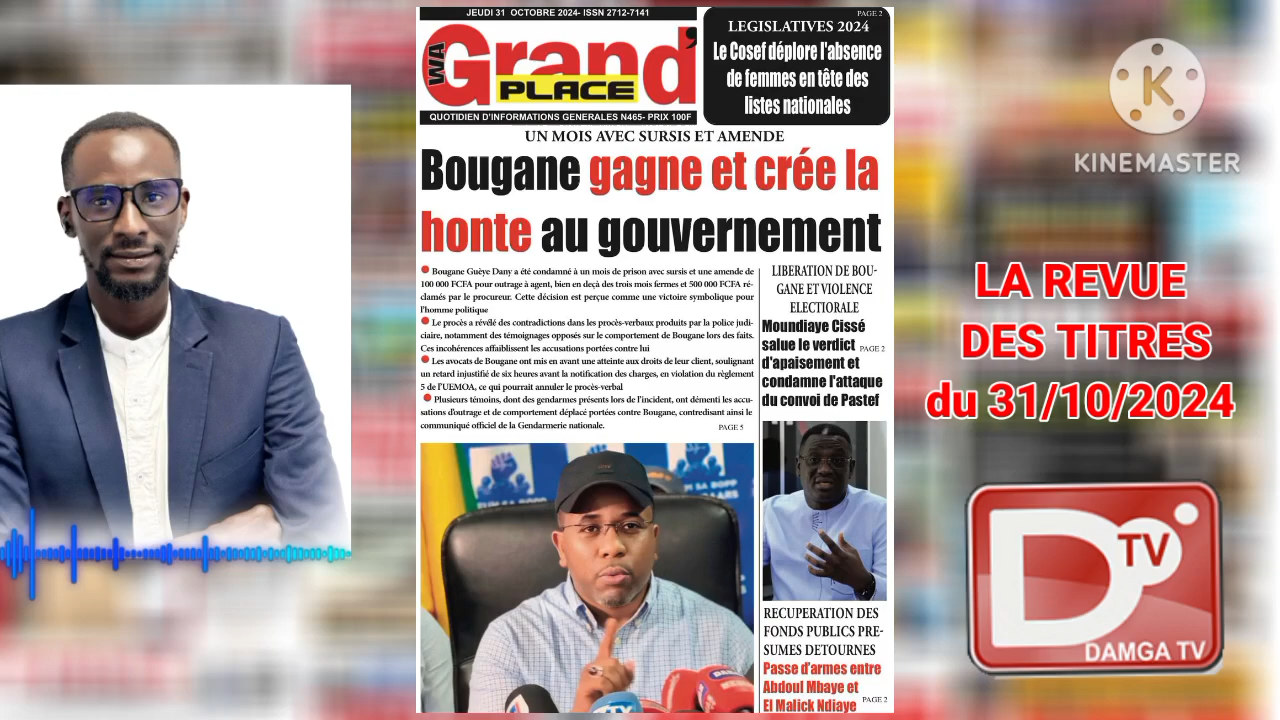 JEUDI 31 OCTOBRE 2024- ISSN 2712-7141
WA
Grand'
PLACE
QUOTIDIEN D'INFORMATIONS GENERALES N465- PRIX 100F
PAGE 2
LEGISLATIVES 2024
Le Cosef déplore l'absence
de femmes en tête des
listes nationales
UN MOIS AVEC SURSIS ET AMENDE
Bougane gagne et crée la
honte au gouvernement
Bougane Guèye Dany a été condamné à un mois de prison avec sursis et une amende de
100 000 FCFA pour outrage à agent, bien en deçà des trois mois fermes et 500 000 FCFA ré-
clamés par le procureur. Cette décision est perçue comme une victoire symbolique pour
l'homme politique
Le procès a révélé des contradictions dans les procès-verbaux produits par la police judi-
ciaire, notamment des témoignages opposés sur le comportement de Bougane lors des faits.
Ces incohérences affaiblissent les accusations portées contre lui
Les avocats de Bougane ont mis en avant une atteinte aux droits de leur client, soulignant
un retard injustifié de six heures avant la notification des charges, en violation du règlement
5 de l'UEMOA, ce qui pourrait annuler le procès-verbal
Plusieurs témoins, dont des gendarmes présents lors de l'incident, ont démenti les accu-
sations d'outrage et de comportement déplacé portées contre Bougane, contredisant ainsi le
communiqué officiel de la Gendarmerie nationale.
PAGE 5
LIBERATION DE BOU-
GANE ET VIOLENCE
ELECTIORALE
Moundiaye Cissé
salue le verdict PAGE 2
d'apaisement et
condamne l'attaque
du convoi de Pastef
RECUPERATION DES
FONDS PUBLICS PRE-
SUMES DETOURNES
Passe d'armes entre
Abdoul Mbaye et
El Malick Ndiaye PAGE 2
K
KINEMASTER
LA REVUE
DES TITRES
du 31/10/2024
D
TV
DAMGA TV